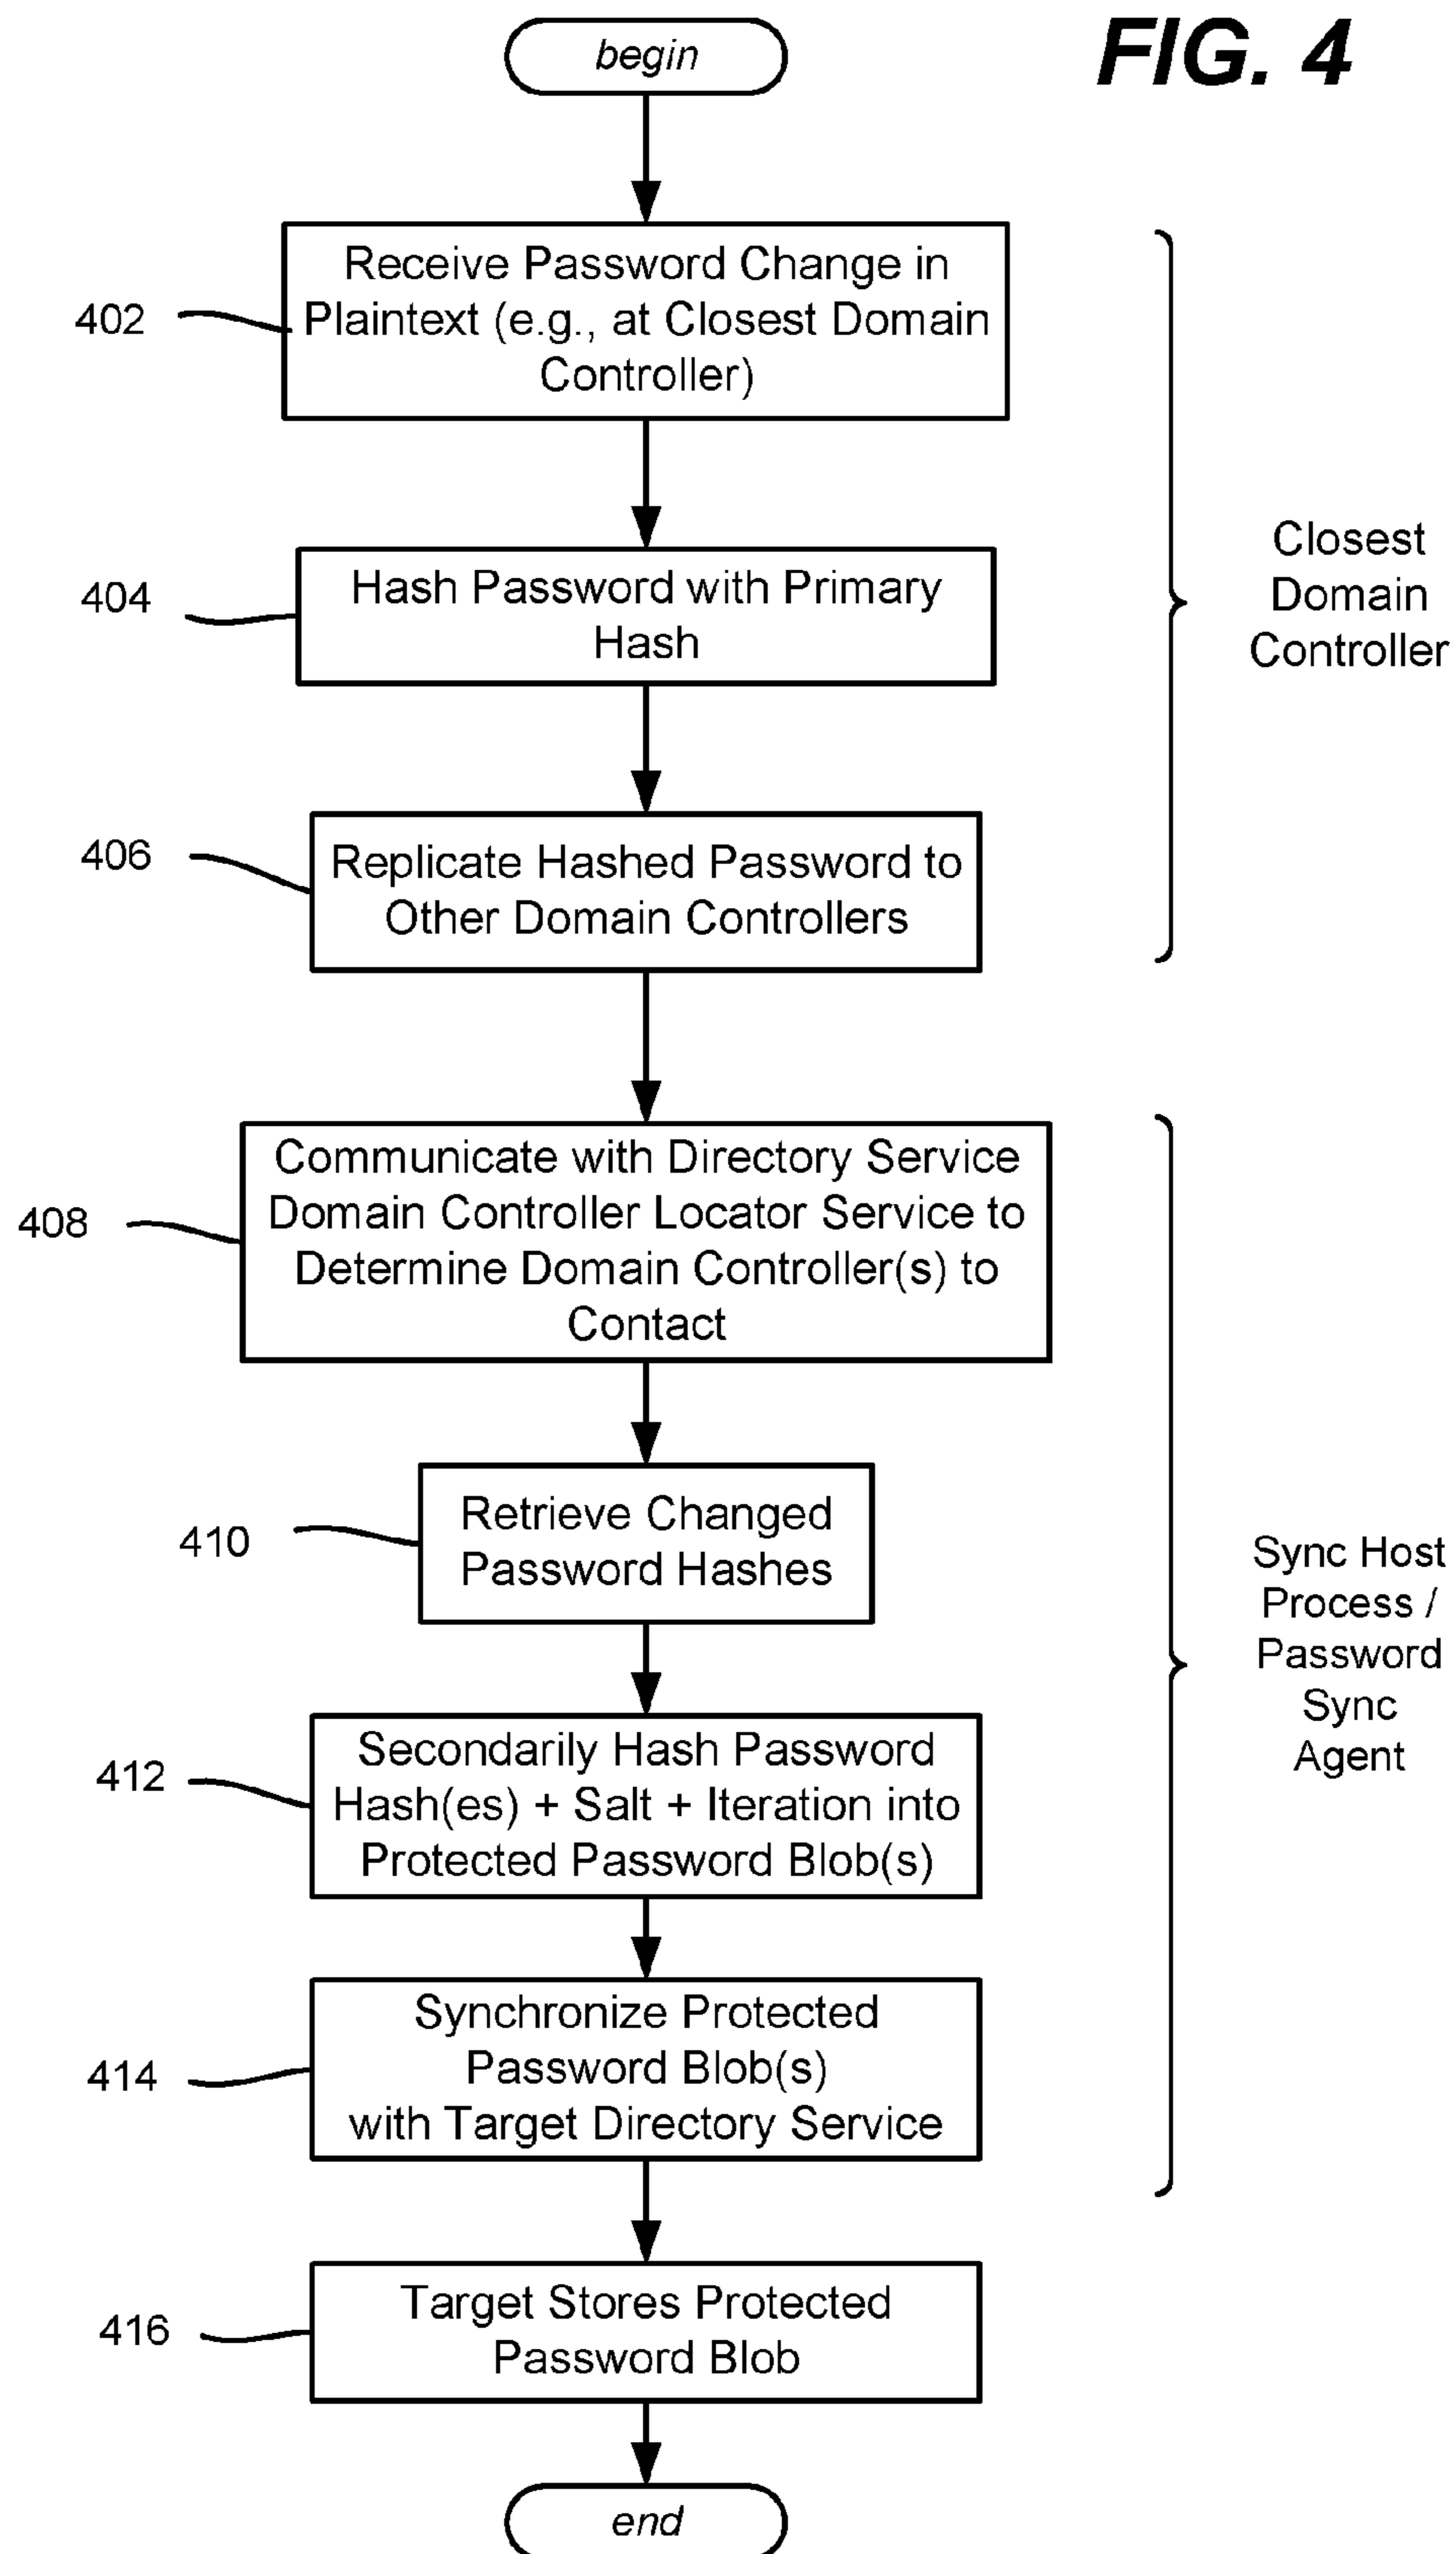 begin
FIG. 4
402
Receive Password Change in
Plaintext (e.g., at Closest Domain
Controller)
404
Hash Password with Primary
Hash
Closest
Domain
Controller
406
Replicate Hashed Password to
Other Domain Controllers
408
Communicate with Directory Service
Domain Controller Locator Service to
Determine Domain Controller(s) to
Contact
410
Retrieve Changed
Password Hashes
Sync Host
Process /
Password
Sync
Agent
412
Secondarily Hash Password
Hash(es) + Salt + Iteration into
Protected Password Blob(s)
414
Synchronize Protected
Password Blob(s)
with Target Directory Service
416
Target Stores Protected
Password Blob
end